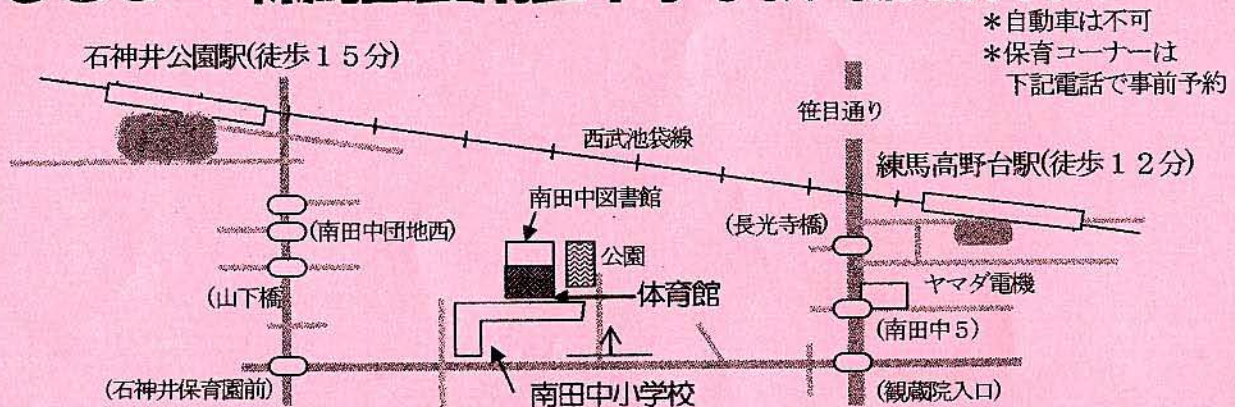 *自動車は不可
*保育コーナーは
下記電話で事前予約
石神井公園駅(徒歩15分)
笹目通り
西武池袋線
練馬高野台駅(徒歩12分)
南田中図書館
(南田中団地西)
(長光寺橋)
公園
ヤマダ電機
(山下橋)
体育館
(南田中5)
(石神井保育園前)
南田中小学校
(観蔵院入口)